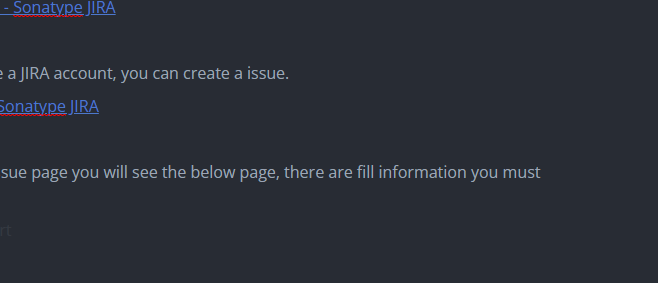 - Sonatype JIRA
e a JIRA account, you can create a issue.
Sonatype JIRA
sue page you will see the below page, there are fill information you must
rt